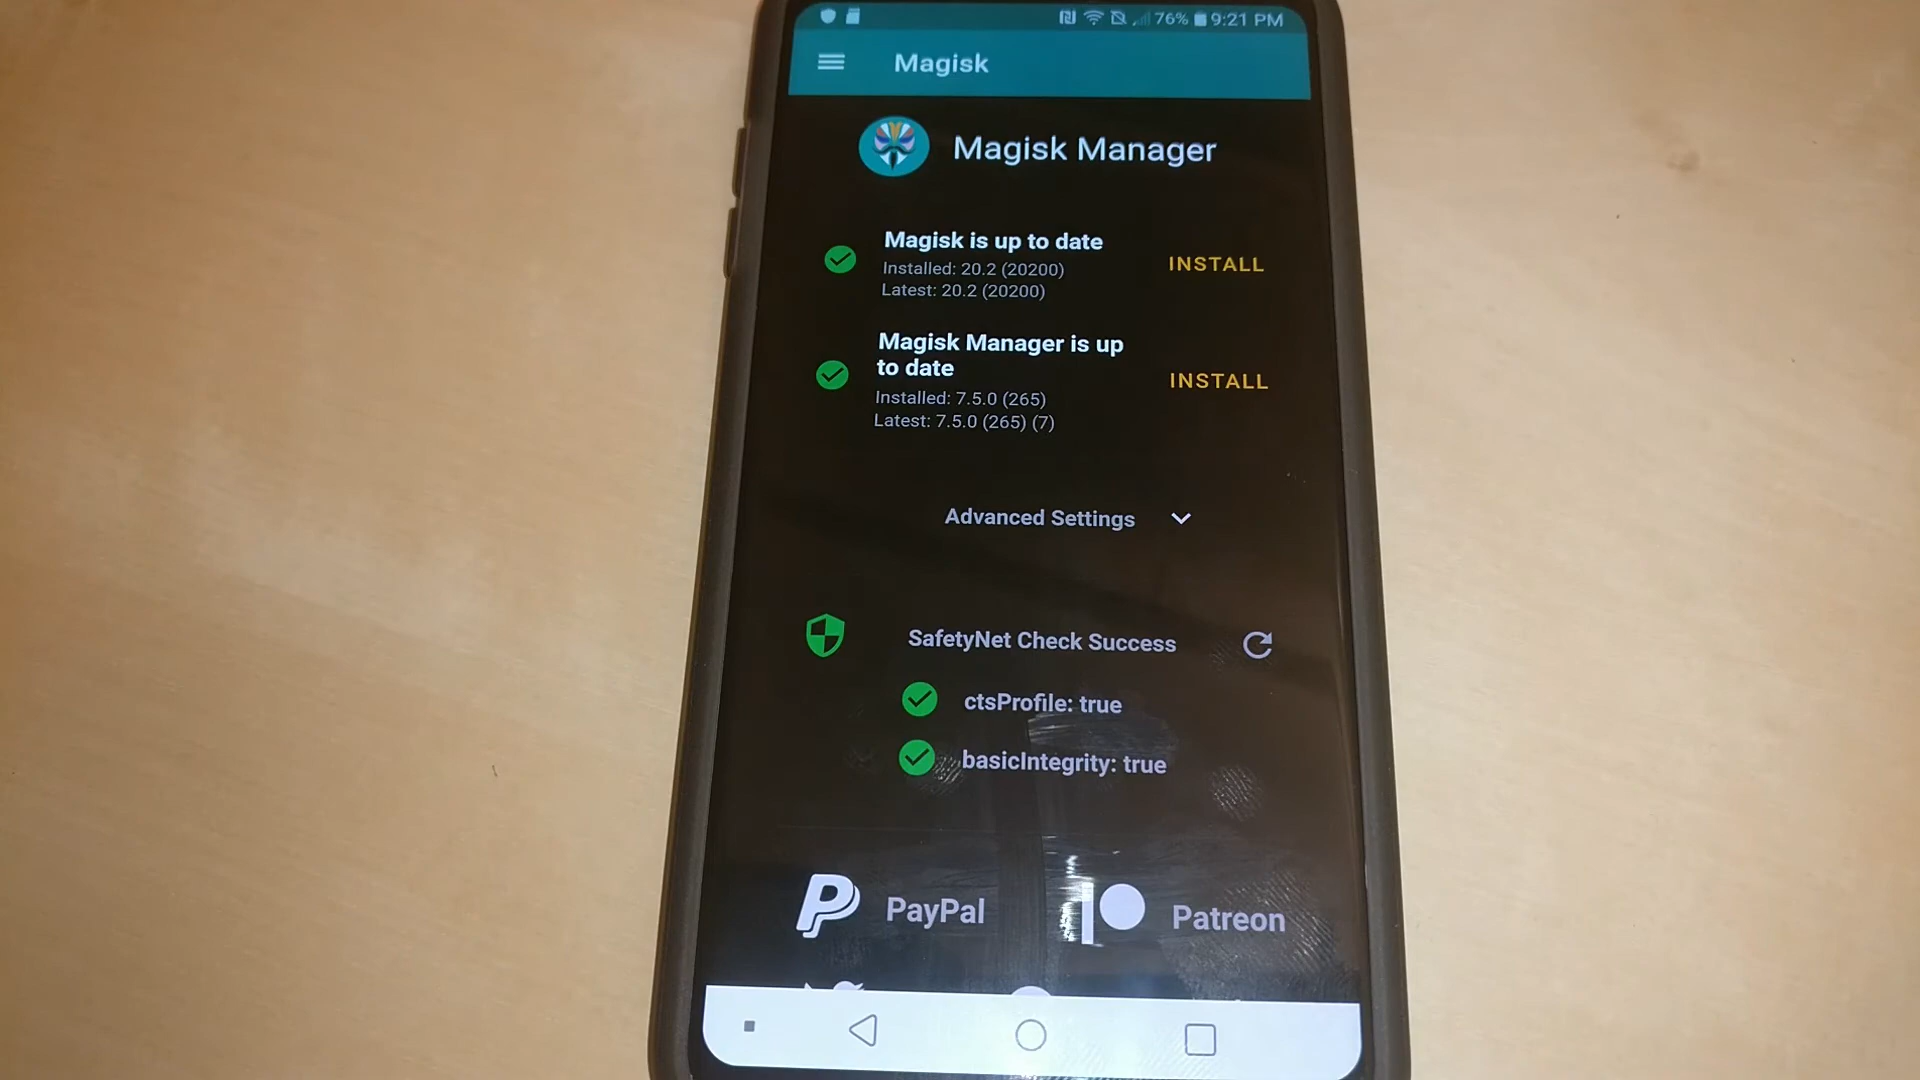 76% 9:21 PM
Magisk
Magisk Manager
Magisk is up to date
Installed: 20.2 (20200)
Latest: 20.2 (20200)
INSTALL
Magisk Manager is up
to date
Installed: 7.5.0 (265)
Latest: 7.5.0 (265) (7)
INSTALL
Advanced Settings
SafetyNet Check Success
ctsProfile: true
basicIntegrity: true
PayPal
Patreon